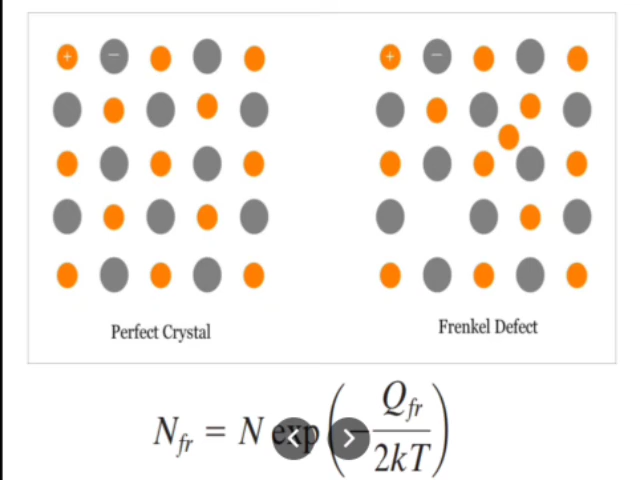 + − + −
Perfect Crystal Frenkel Defect
N_fr = N exp(−Q_fr/2kT)